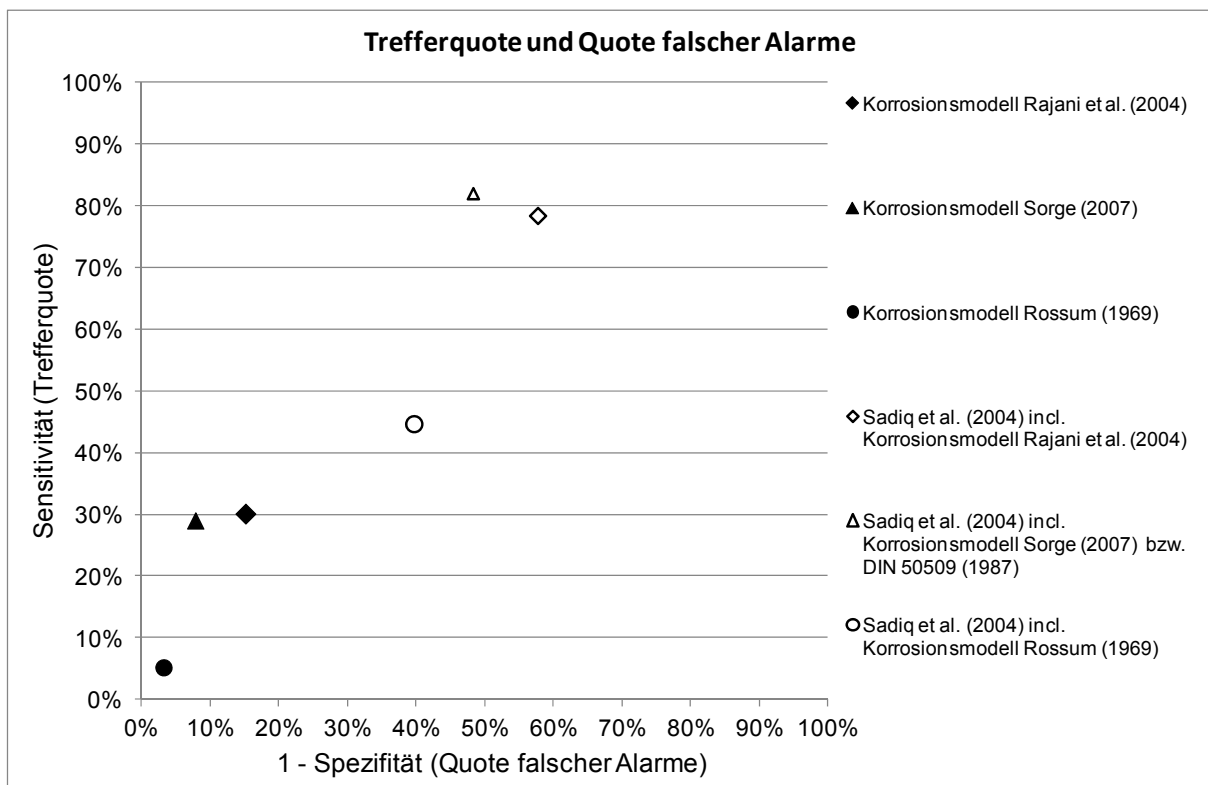 Trefferquote und Quote falscher Alarme
100%
90%
80%
70%
60%
50%
40%
30%
20%
10%
0%
0%
10%
20%
30%
40%
50%
60%
70%
80%
90%
100%
Sensitivität (Trefferquote)
1 - Spezifität (Quote falscher Alarme)
Korrosionsmodell Rajani et al. (2004)
Korrosionsmodell Sorge (2007)
Korrosionsmodell Rossum (1969)
Sadiq et al. (2004) incl.
Korrosionsmodell Rajani et al. (2004)
Sadiq et al. (2004) incl.
Korrosionsmodell Sorge (2007) bzw.
DIN 50509 (1987)
Sadiq et al. (2004) incl.
Korrosionsmodell Rossum (1969)